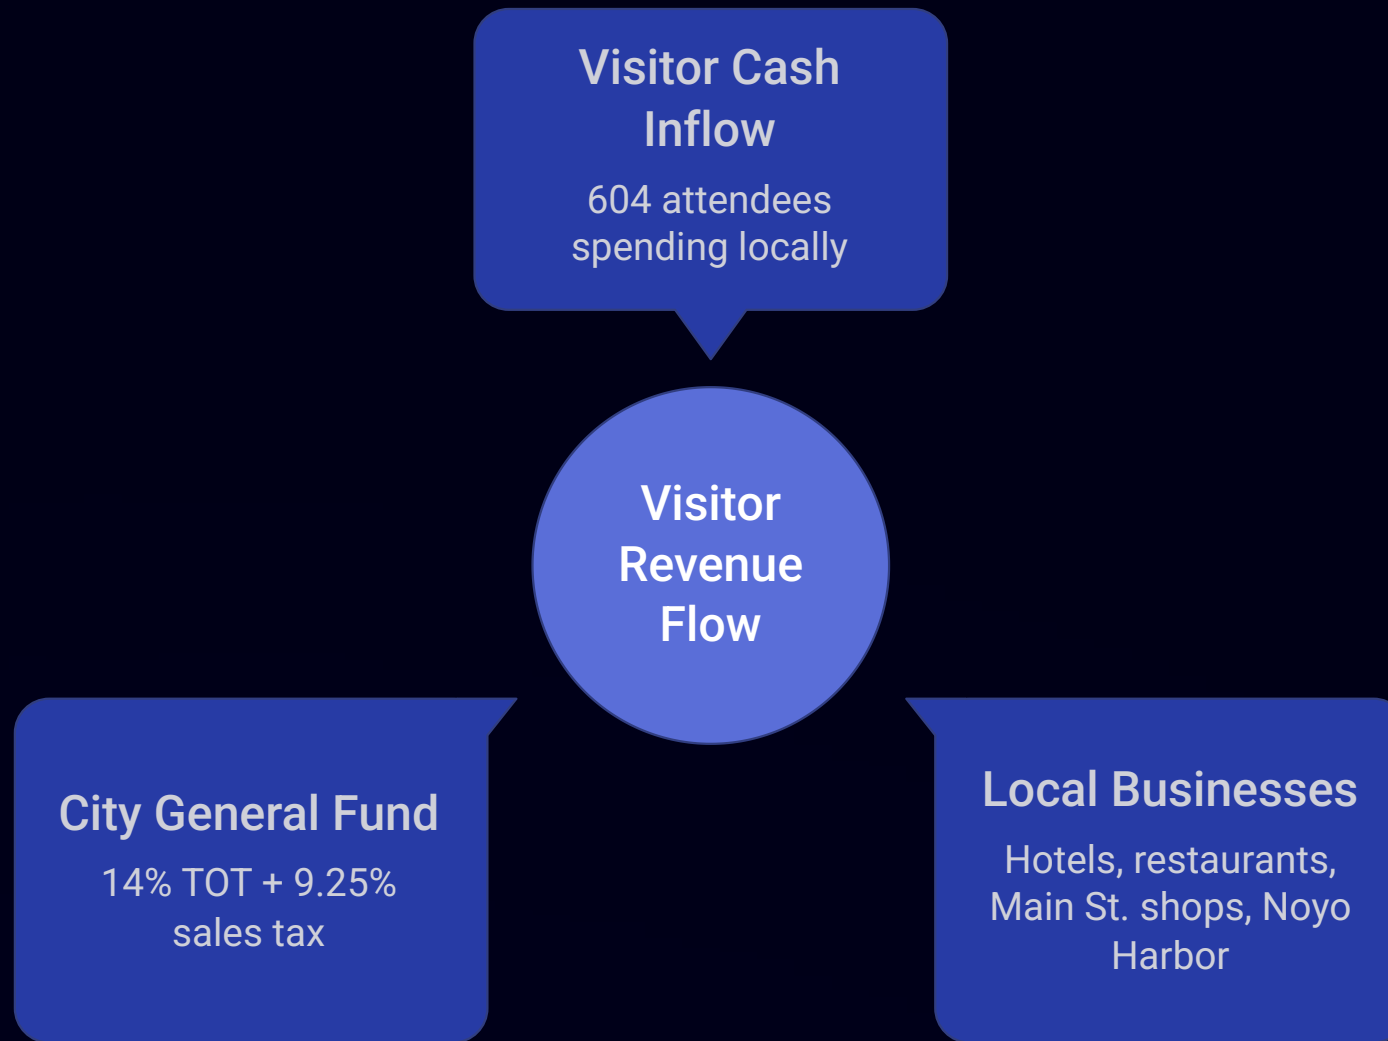 Visitor Cash
Inflow
604 attendees
spending locally
Visitor
Revenue
Flow
City General Fund
14% TOT + 9.25%
sales tax
Local Businesses
Hotels, restaurants,
Main St. shops, Noyo
Harbor